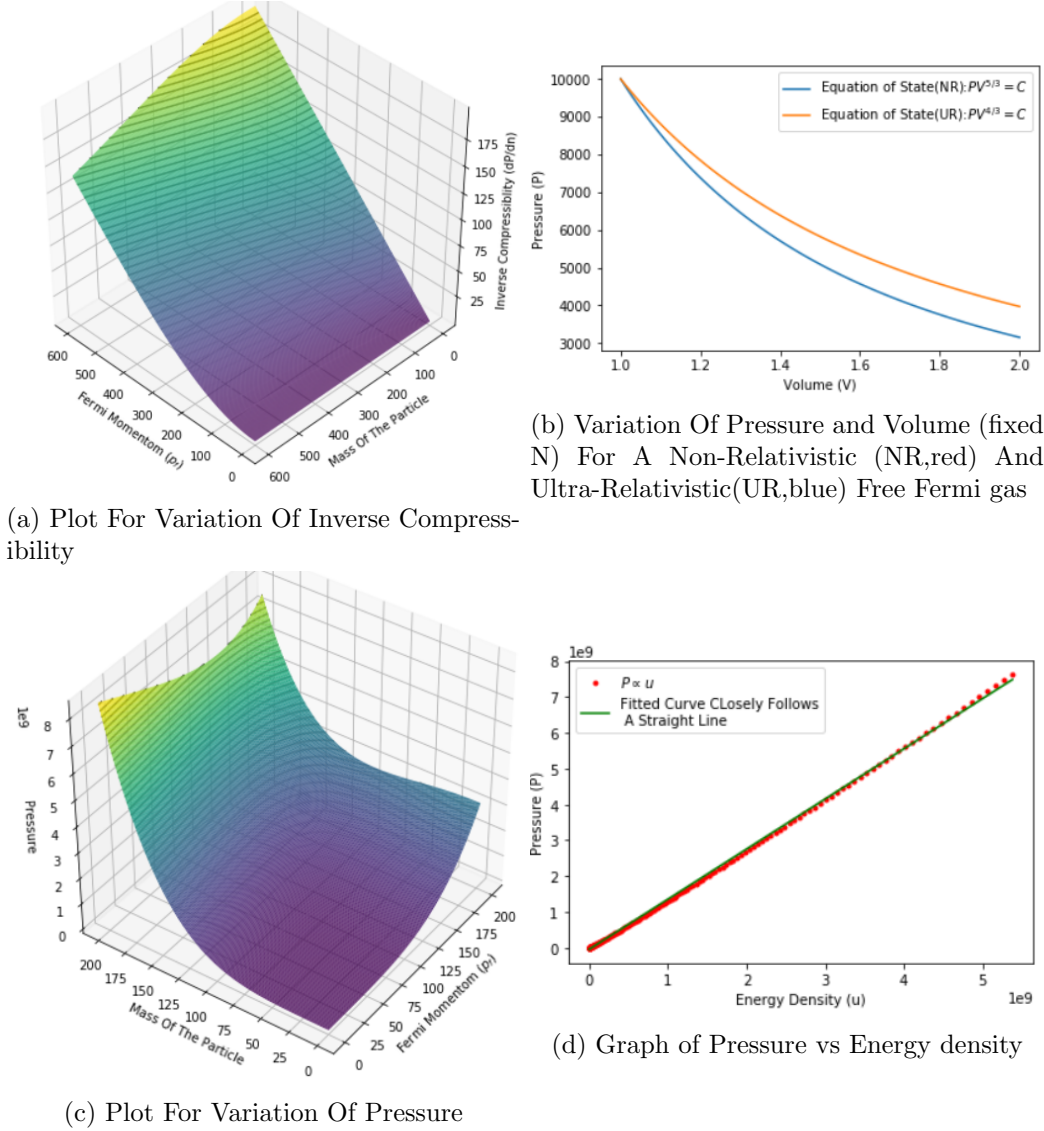 175
150
125
100
75
50
25
Inverse Compressiblity (dP/dn)
600
500
400
300
200
100
0
Fermi Momentom (pf)
600
500
400
300
200
100
0
Mass Of The Particle
(a) Plot For Variation Of Inverse Compress-
ibility
10000
9000
8000
7000
6000
5000
4000
3000
Pressure (P)
Equation of State(NR):PV^{5/3} = C
Equation of State(UR):PV^{4/3} = C
1.0 1.2 1.4 1.6 1.8 2.0
Volume (V)
(b) Variation Of Pressure and Volume (fixed
N) For A Non-Relativistic (NR,red) And
Ultra-Relativistic(UR,blue) Free Fermi gas
1e9
8
7
6
5
4
3
2
1
0
Pressure
200
175
150
125
100
75
50
25
0
Mass Of The Particle
0
25
50
75
100
125
150
175
200
Fermi Momentom (pf)
(c) Plot For Variation Of Pressure
1e9
8
7
6
5
4
3
2
1
0
Pressure (P)
P ∝ u
Fitted Curve CLosely Follows
A Straight Line
0 1 2 3 4 5
1e9
Energy Density (u)
(d) Graph of Pressure vs Energy density